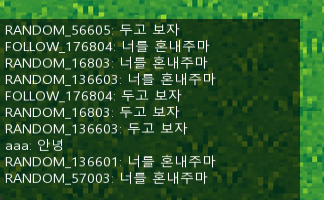 RANDOM_56605: 두고 보자
FOLLOW_176804: 너를 혼내주마
RANDOM_16803: 너를 혼내주마
RANDOM_136603: 너를 혼내주마
FOLLOW_176804: 두고 보자
RANDOM_16803: 두고 보자
RANDOM_136603: 두고 보자
aaa: 안녕
RANDOM_136601: 너를 혼내주마
RANDOM_57003: 너를 혼내주마